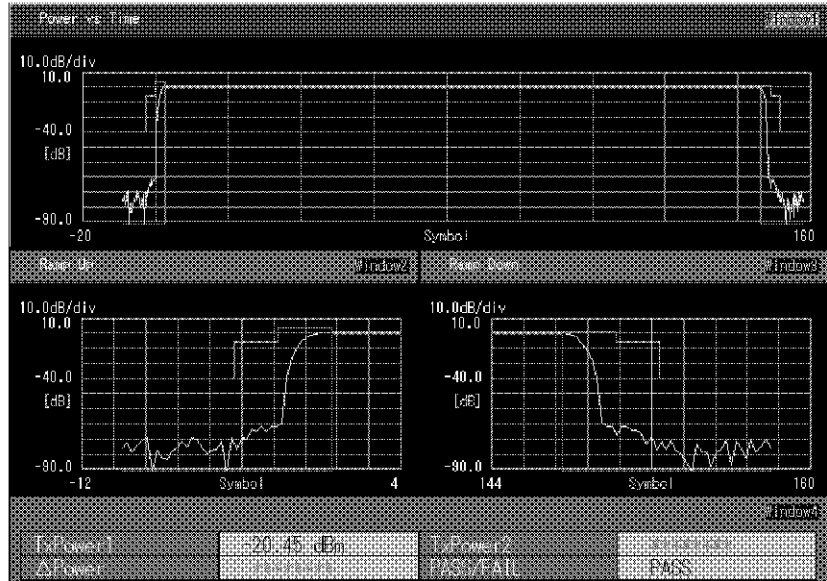 Power vs Time
Window1
10.0dB/div
10.0
-40.0
[dB]
-90.0
-20
Symbol
160
Ramp Up
Window2
Ramp Down
Window3
10.0dB/div
10.0
-40.0
[dB]
-90.0
-12
Symbol
4
10.0dB/div
10.0
-40.0
[dB]
-90.0
144
Symbol
160
Window4
TxPower1
-20.45 dBm
TxPower2
********
ΔPower
********
PASS/FAIL
PASS